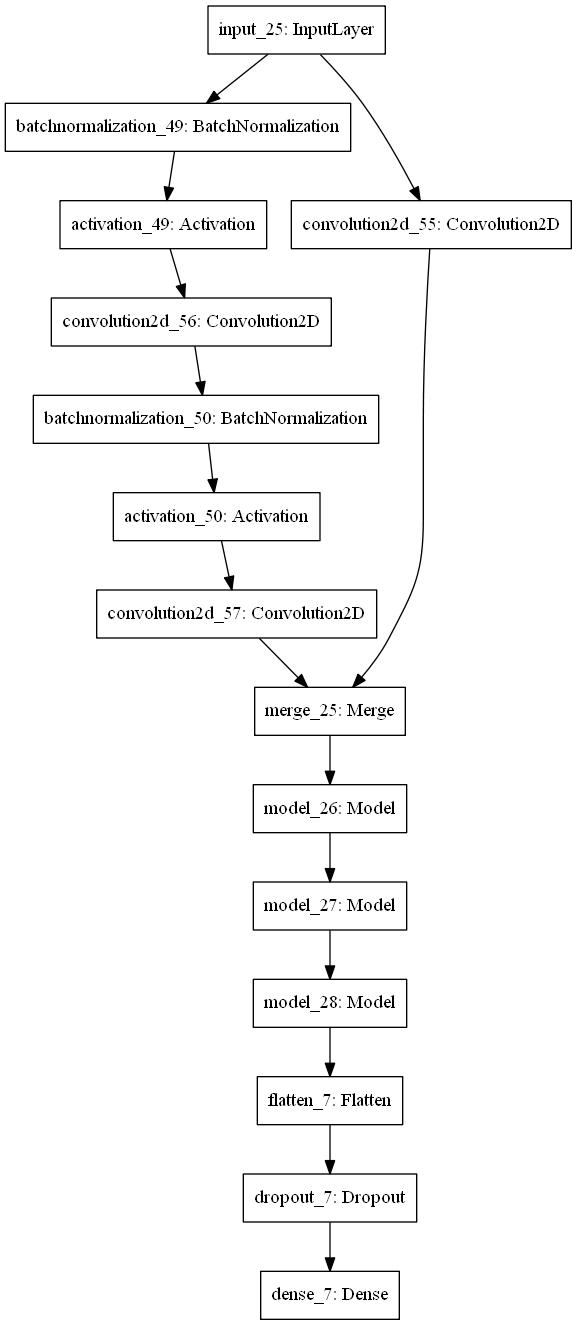 input_25: InputLayer
batchnormalization_49: BatchNormalization
activation_49: Activation
convolution2d_55: Convolution2D
convolution2d_56: Convolution2D
batchnormalization_50: BatchNormalization
activation_50: Activation
convolution2d_57: Convolution2D
merge_25: Merge
model_26: Model
model_27: Model
model_28: Model
flatten_7: Flatten
dropout_7: Dropout
dense_7: Dense